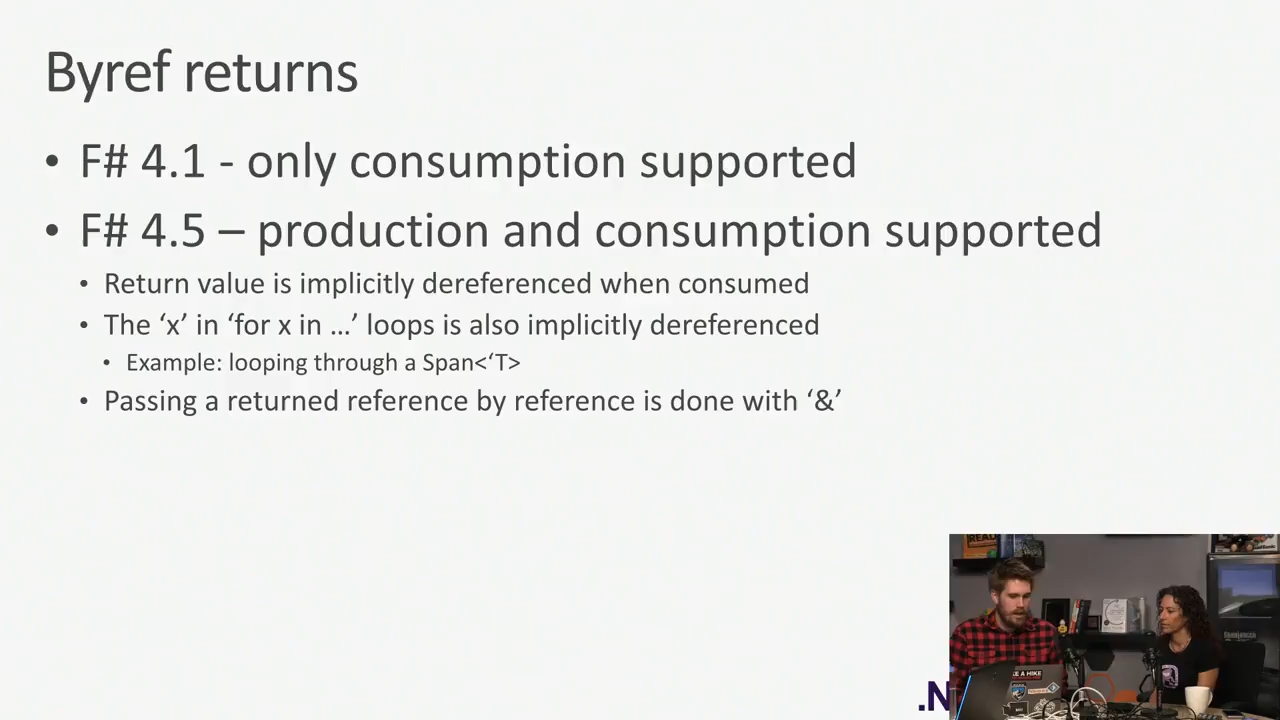 Byref returns
• F# 4.1 - only consumption supported
• F# 4.5 – production and consumption supported
• Return value is implicitly dereferenced when consumed
• The ‘x’ in ‘for x in …’ loops is also implicitly dereferenced
• Example: looping through a Span<‘T>
• Passing a returned reference by reference is done with ‘&’
READ
.N